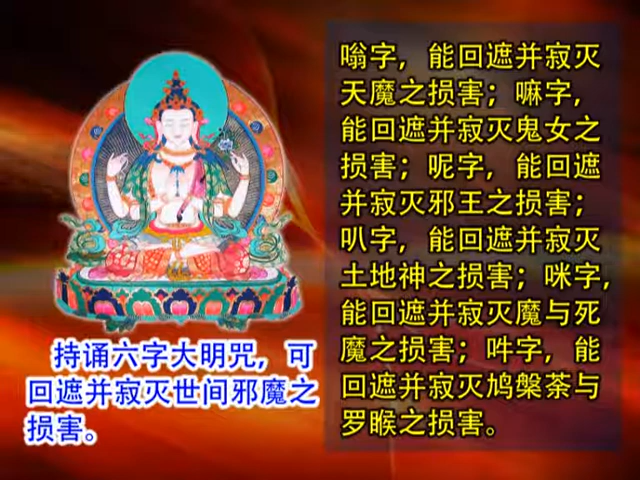 嗡字，能回遮并寂灭
天魔之损害；嘛字，
能回遮并寂灭鬼女之
损害；呢字，能回遮
并寂灭邪王之损害；
叭字，能回遮并寂灭
土地神之损害；咪字，
能回遮并寂灭魔与死
魔之损害；吽字，能
回遮并寂灭鸠槃荼与
罗睺之损害。
持诵六字大明咒，可
回遮并寂灭世间邪魔之
损害。